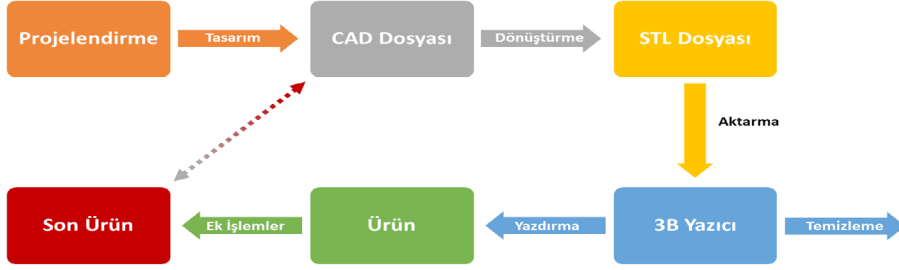 Projelendirme
Tasarım
CAD Dosyası
Dönüştürme
STL Dosyası
Aktarma
Son Ürün
Ek İşlemler
Ürün
Yazdırma
3B Yazıcı
Temizleme